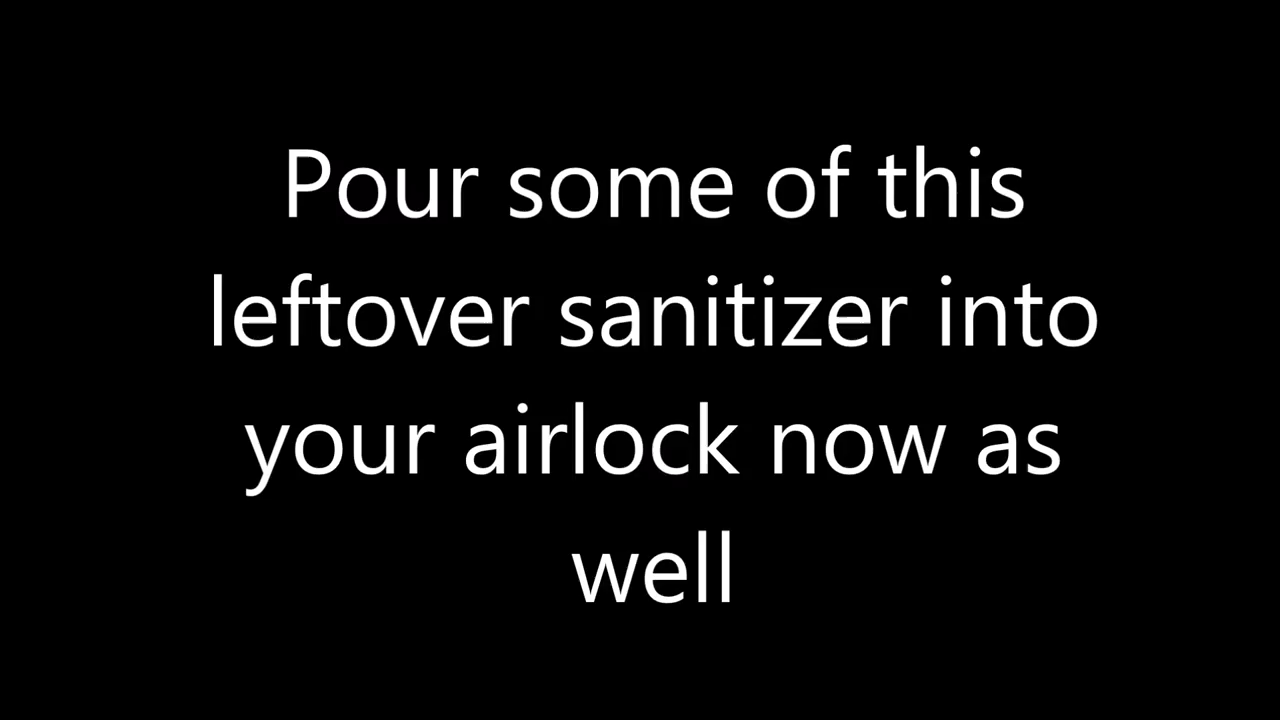 Pour some of this
leftover sanitizer into
your airlock now as
well